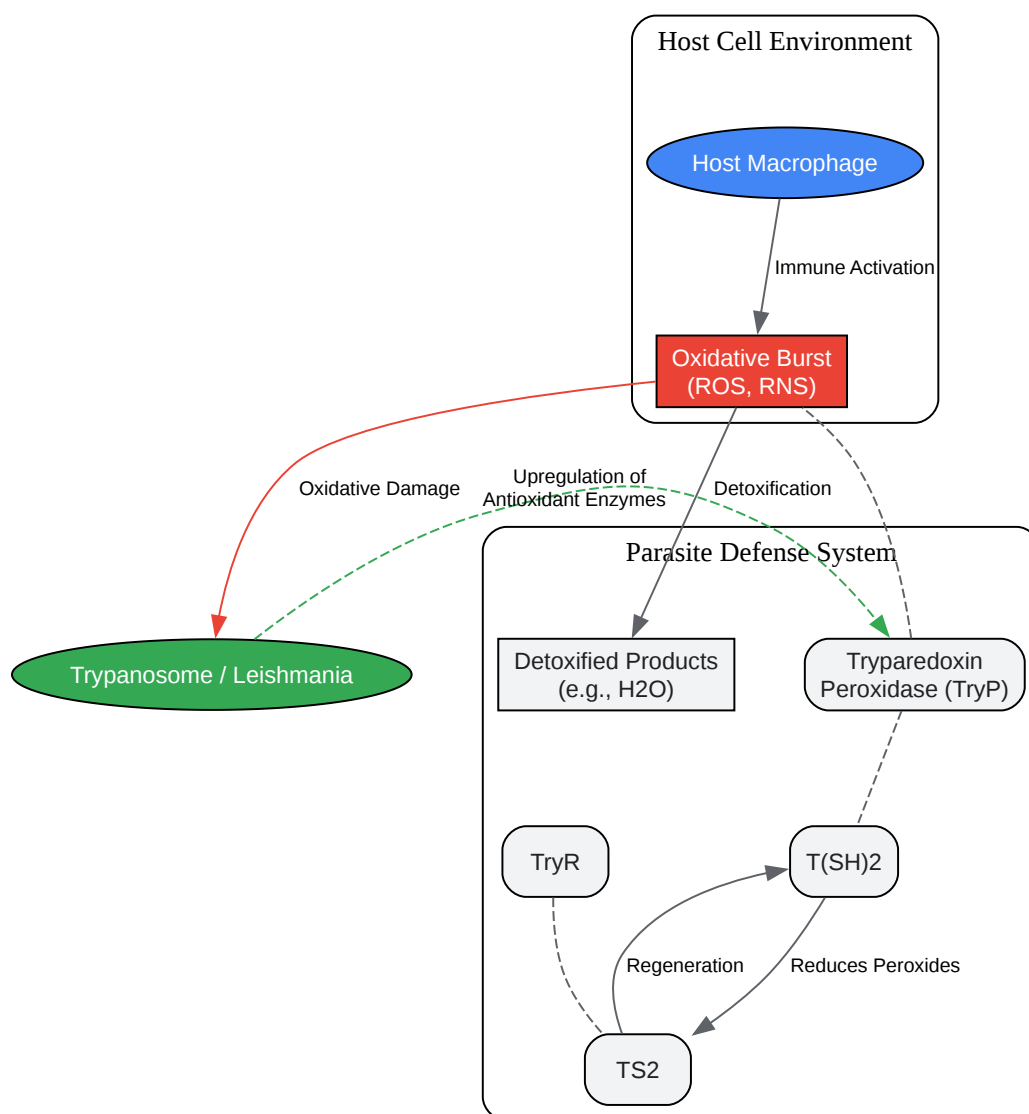 Host Cell Environment
Host Macrophage
Immune Activation
Oxidative Burst
(ROS, RNS)
Oxidative Damage
Upregulation of
Antioxidant Enzymes
Detoxification
Parasite Defense System
Trypanosome / Leishmania
Detoxified Products
(e.g., H2O)
Tryparedoxin
Peroxidase (TryP)
TryR
T(SH)2
Regeneration
Reduces Peroxides
TS2